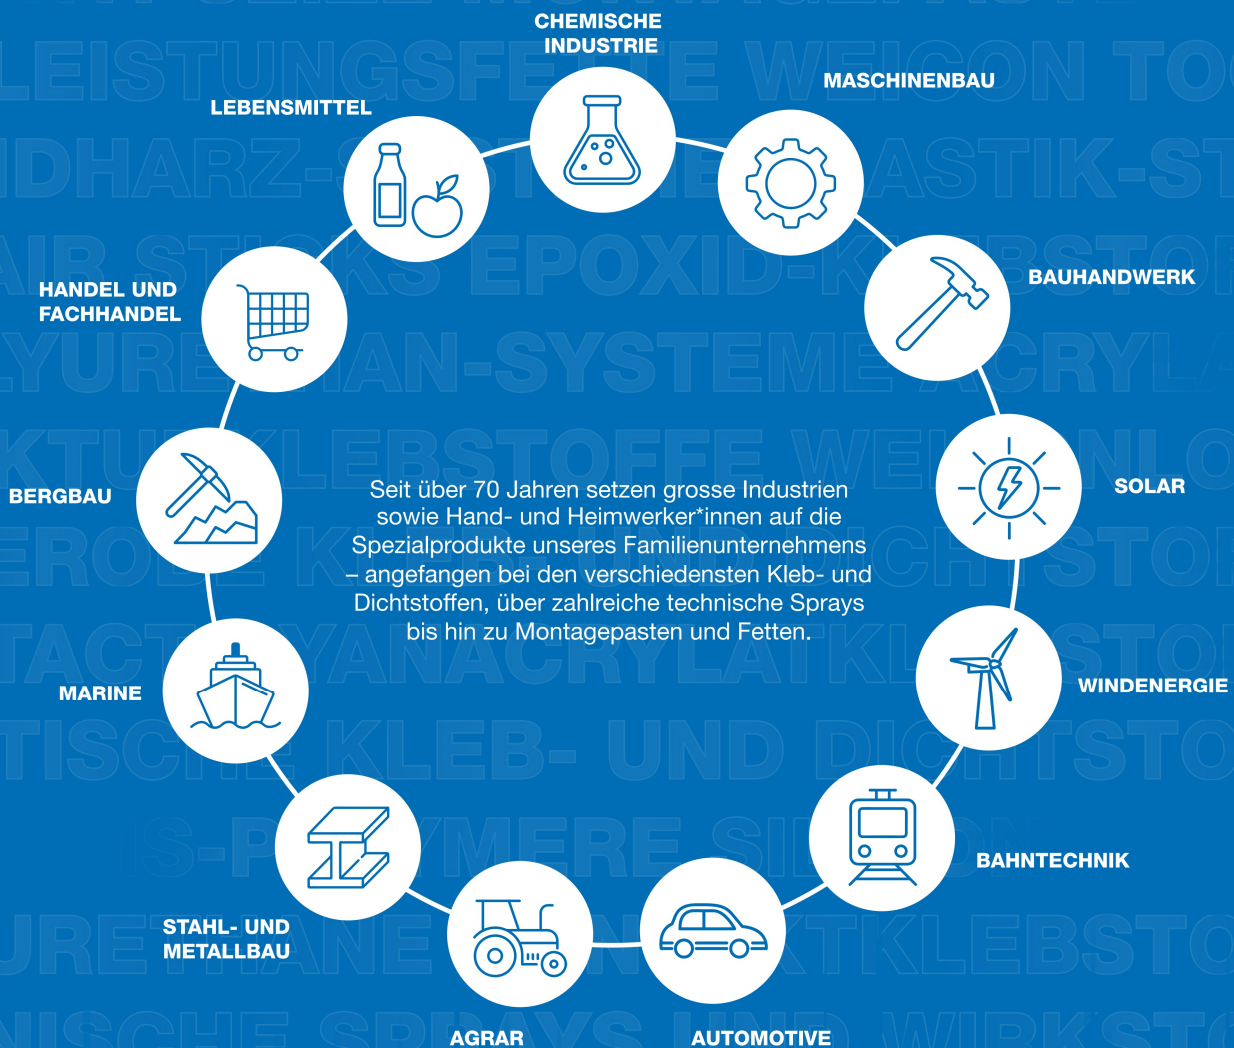 CHEMISCHE
INDUSTRIE
MASCHINENBAU
LEBENSMITTEL
BAUHANDWERK
HANDEL UND
FACHHANDEL
SOLAR
BERGBAU
Seit über 70 Jahren setzen grosse Industrien
sowie Hand- und Heimwerker*innen auf die
Spezialprodukte unseres Familienunternehmens
– angefangen bei den verschiedensten Kleb- und
Dichtstoffen, über zahlreiche technische Sprays
bis hin zu Montagepasten und Fetten.
WINDENERGIE
MARINE
BAHNTECHNIK
STAHL- UND
METALLBAU
AGRAR
AUTOMOTIVE